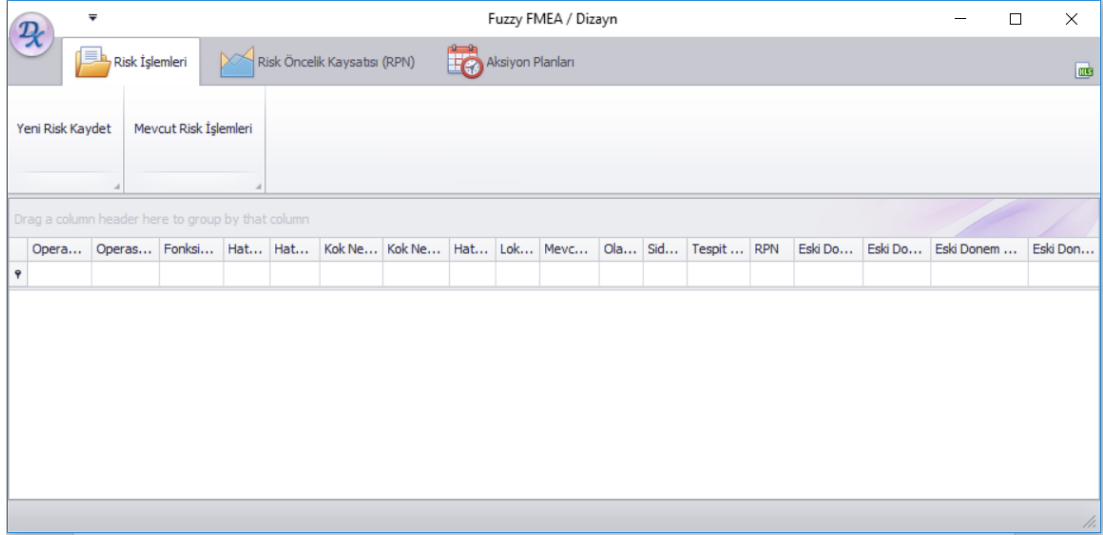 Fuzzy FMEA / Dizayn
Risk İşlemleri
Risk Öncelik Kaysatısı (RPN)
Aksiyon Planları
XLS
Yeni Risk Kaydet
Mevcut Risk İşlemleri
Drag a column header here to group by that column
Opera... Operas... Fonksi... Hat... Hat... Kok Ne... Kok Ne... Hat... Lok... Mevc... Ola... Sid... Tespit ... RPN Eski Do... Eski Do... Eski Donem ... Eski Don...